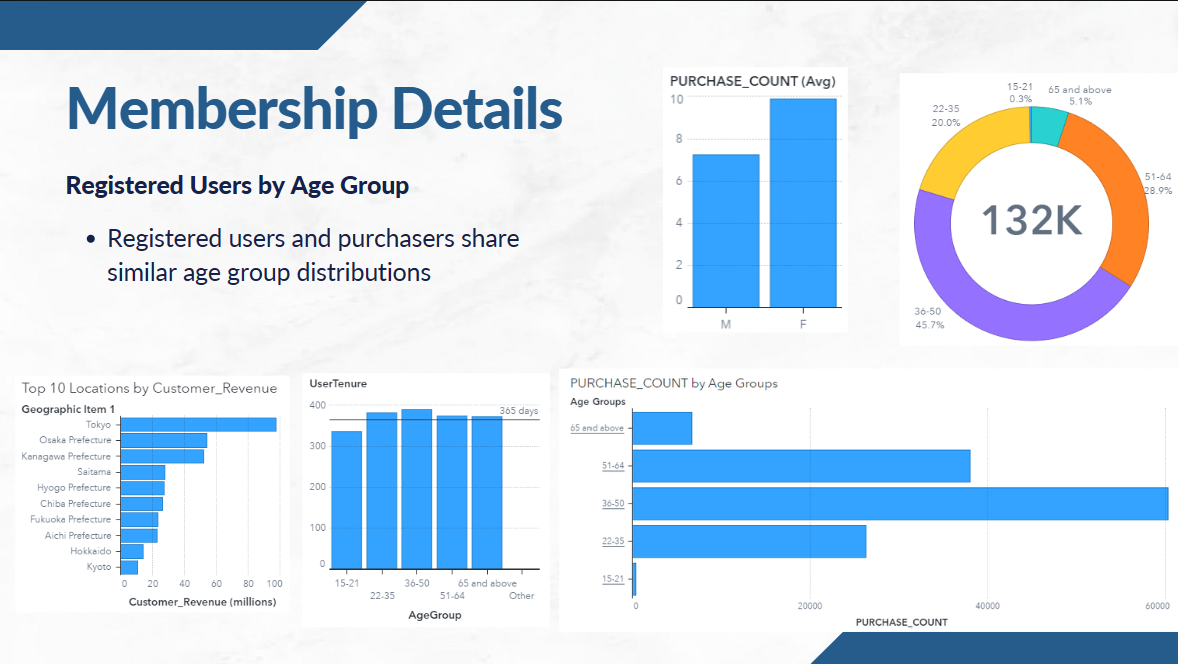 Membership Details
Registered Users by Age Group
• Registered users and purchasers share
similar age group distributions
PURCHASE_COUNT (Avg)
10
8
6
4
2
0
M F
15-21
0.3%
65 and above
5.1%
22-35
20.0%
51-64
28.9%
132K
36-50
45.7%
Top 10 Locations by Customer_Revenue
Geographic Item 1
Tokyo
Osaka Prefecture
Kanagawa Prefecture
Saitama
Hyogo Prefecture
Chiba Prefecture
Fukuoka Prefecture
Aichi Prefecture
Hokkaido
Kyoto
0 20 40 60 80 100
Customer_Revenue (millions)
UserTenure
400
365 days
300
200
100
0
15-21 36-50 65 and above
22-35 51-64 Other
AgeGroup
PURCHASE_COUNT by Age Groups
Age Groups
65 and above
51-64
36-50
22-35
15-21
0 20000 40000 60000
PURCHASE_COUNT